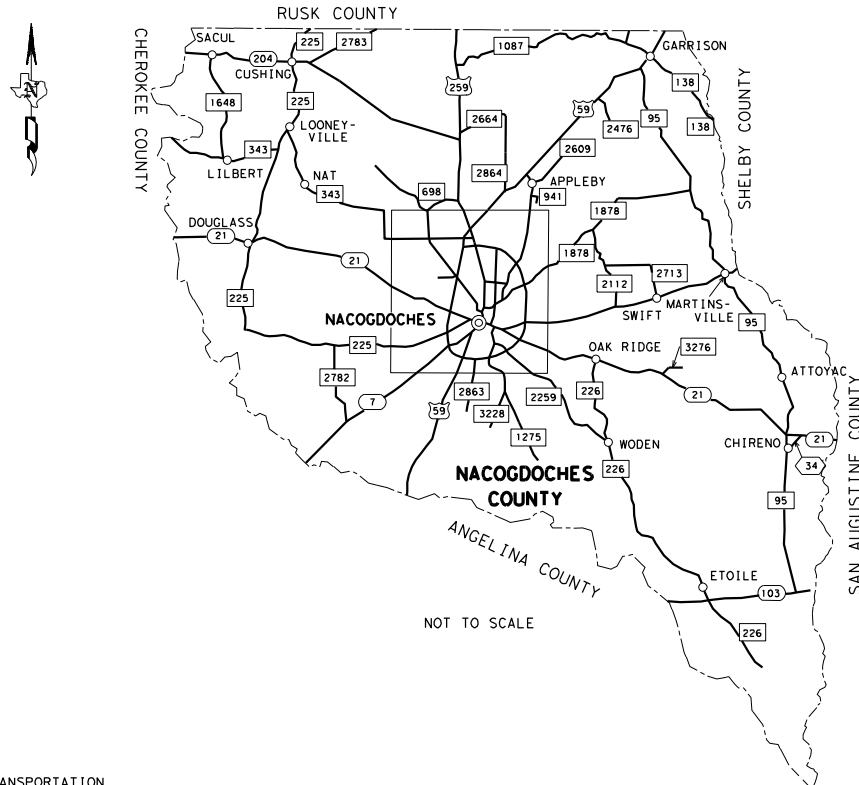 RUSK COUNTY
CHEROKEE COUNTY
SHELBY COUNTY
SAN AUGUSTINE COUNTY
ANGELINA COUNTY
N
SACUL
204
CUSHING
225
2783
1087
GARRISON
259
59
138
138
1648
225
LOONEY-
VILLE
2664
2476
95
343
LILBERT
NAT
343
2864
2609
APPLEBY
698
941
DOUGLASS
21
21
1878
1878
225
2112
2713
SWIFT
MARTINS-
VILLE
NACOGDOCHES
225
2782
7
OAK RIDGE
3276
95
ATTOYAC
59
2863
3228
2259
1275
226
21
WODEN
226
CHIRENO
21
34
95
NACOGDOCHES
COUNTY
ETOILE
103
226
NOT TO SCALE
ANSPORTATION